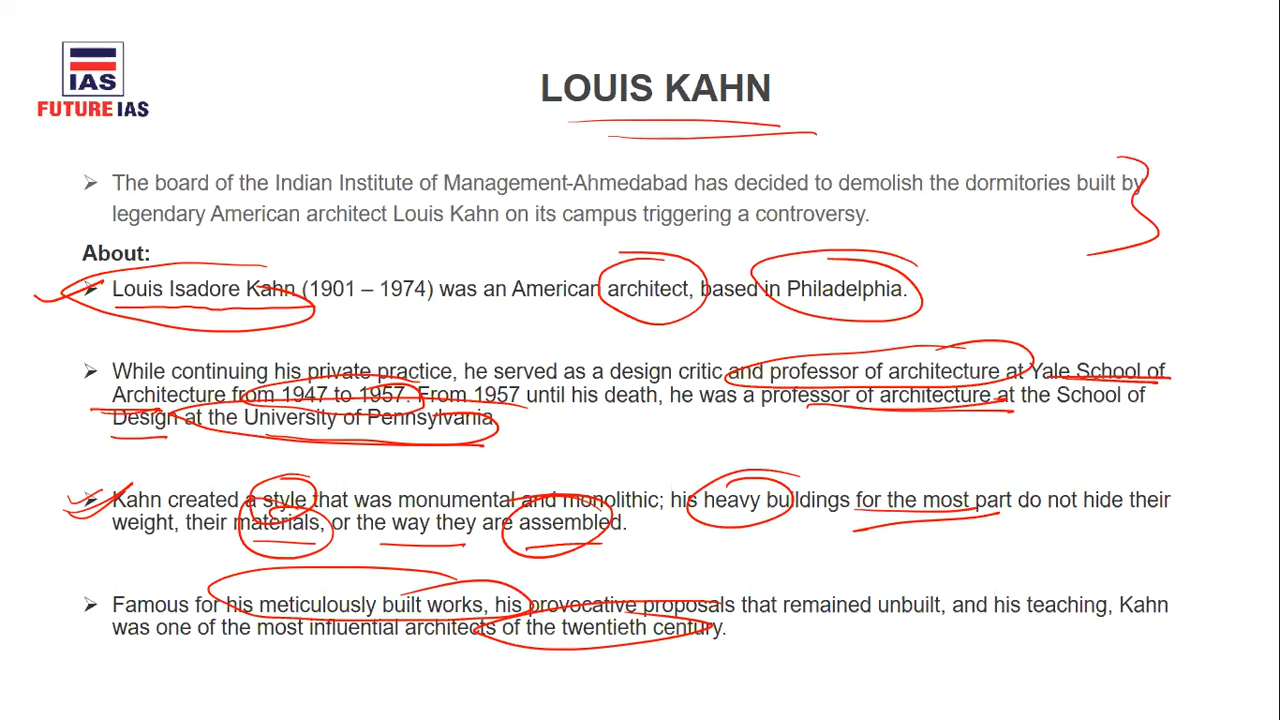 IAS
FUTURE IAS
LOUIS KAHN
➢ The board of the Indian Institute of Management-Ahmedabad has decided to demolish the dormitories built by
legendary American architect Louis Kahn on its campus triggering a controversy.
About:
➢ Louis Isadore Kahn (1901 – 1974) was an American architect, based in Philadelphia.
➢ While continuing his private practice, he served as a design critic and professor of architecture at Yale School of
Architecture from 1947 to 1957. From 1957 until his death, he was a professor of architecture at the School of
Design at the University of Pennsylvania
➢ Kahn created a style that was monumental and monolithic; his heavy buildings for the most part do not hide their
weight, their materials, or the way they are assembled.
➢ Famous for his meticulously built works, his provocative proposals that remained unbuilt, and his teaching, Kahn
was one of the most influential architects of the twentieth century.